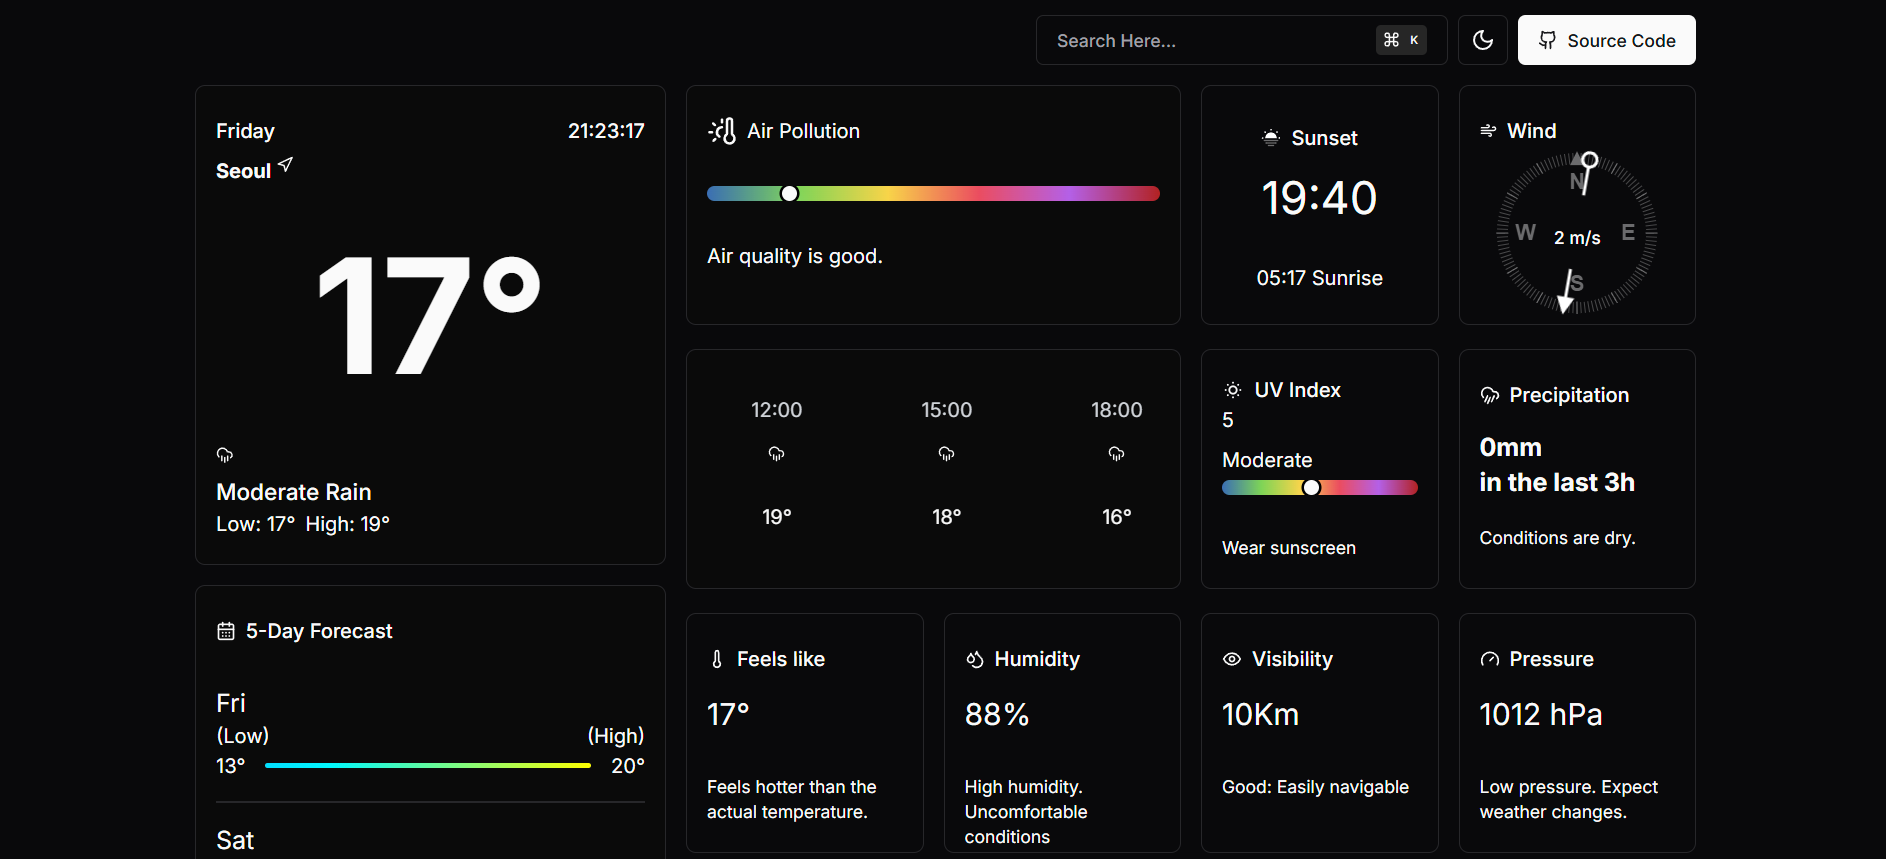 Search Here...
⌘ K
Source Code
Friday
21:23:17
Seoul
17°
Moderate Rain
Low: 17° High: 19°
5-Day Forecast
Fri
(Low)
(High)
13°
20°
Sat
Air Pollution
Air quality is good.
Sunset
19:40
05:17 Sunrise
Wind
N
W
2 m/s
E
S
12:00
15:00
18:00
19°
18°
16°
UV Index
5
Moderate
Wear sunscreen
Precipitation
0mm
in the last 3h
Conditions are dry.
Feels like
17°
Feels hotter than the
actual temperature.
Humidity
88%
High humidity.
Uncomfortable
conditions
Visibility
10Km
Good: Easily navigable
Pressure
1012 hPa
Low pressure. Expect
weather changes.